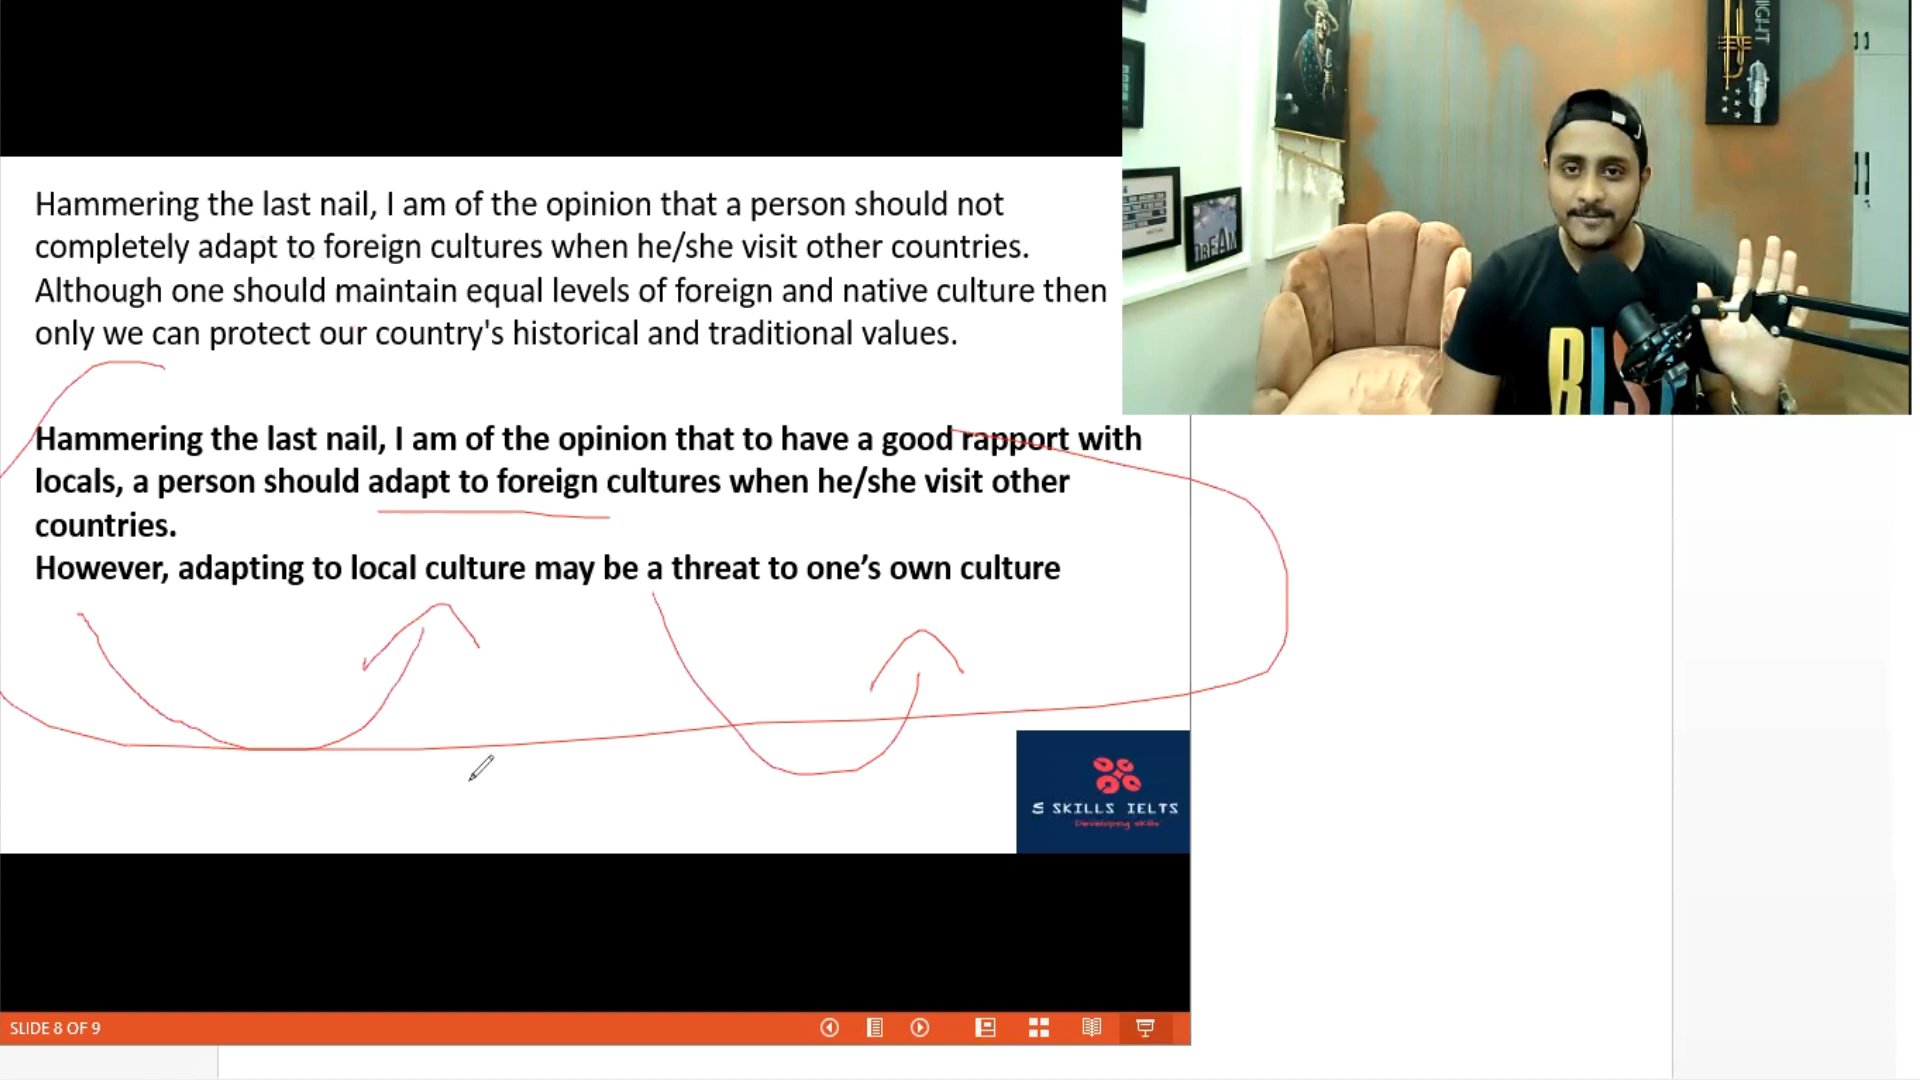 Hammering the last nail, I am of the opinion that a person should not
completely adapt to foreign cultures when he/she visit other countries.
Although one should maintain equal levels of foreign and native culture then
only we can protect our country's historical and traditional values.
Hammering the last nail, I am of the opinion that to have a good rapport with
locals, a person should adapt to foreign cultures when he/she visit other
countries.
However, adapting to local culture may be a threat to one’s own culture
5 SKILLS IELTS
Developing skills
SLIDE 8 OF 9
DREAM